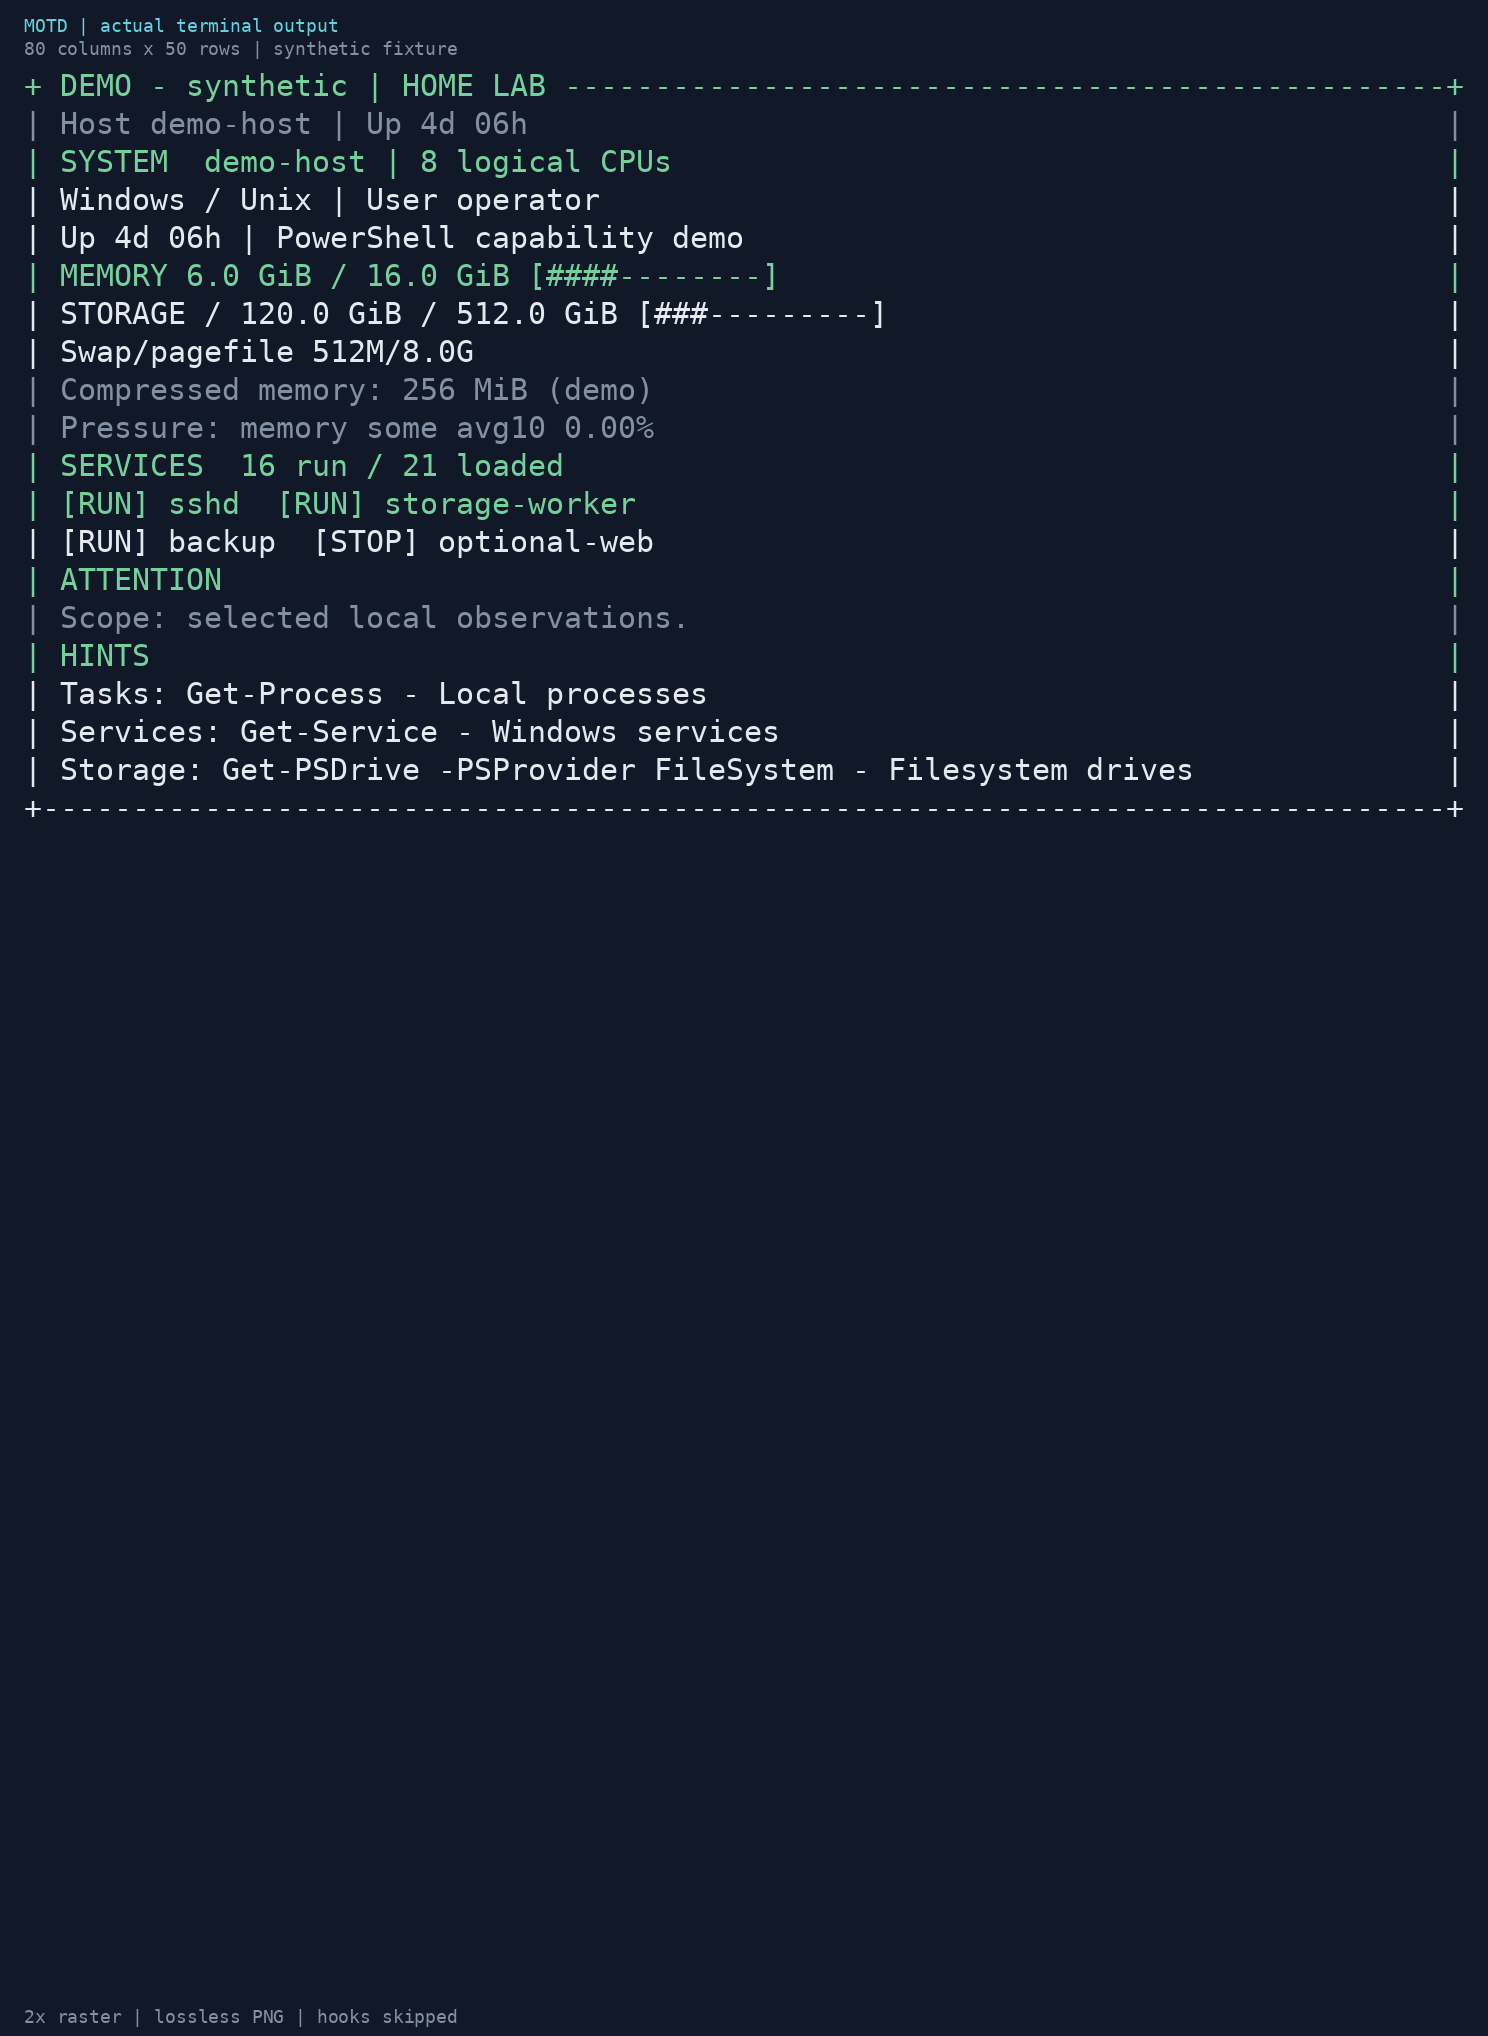 MOTD | actual terminal output
80 columns x 50 rows | synthetic fixture
+ DEMO - synthetic | HOME LAB -------------------------------------------------+
| Host demo-host | Up 4d 06h |
| SYSTEM  demo-host | 8 logical CPUs |
| Windows / Unix | User operator |
| Up 4d 06h | PowerShell capability demo |
| MEMORY 6.0 GiB / 16.0 GiB [####--------] |
| STORAGE / 120.0 GiB / 512.0 GiB [###---------] |
| Swap/pagefile 512M/8.0G |
| Compressed memory: 256 MiB (demo) |
| Pressure: memory some avg10 0.00% |
| SERVICES  16 run / 21 loaded |
| [RUN] sshd  [RUN] storage-worker |
| [RUN] backup  [STOP] optional-web |
| ATTENTION |
| Scope: selected local observations. |
| HINTS |
| Tasks: Get-Process - Local processes |
| Services: Get-Service - Windows services |
| Storage: Get-PSDrive -PSProvider FileSystem - Filesystem drives |
+------------------------------------------------------------------------------+
2x raster | lossless PNG | hooks skipped